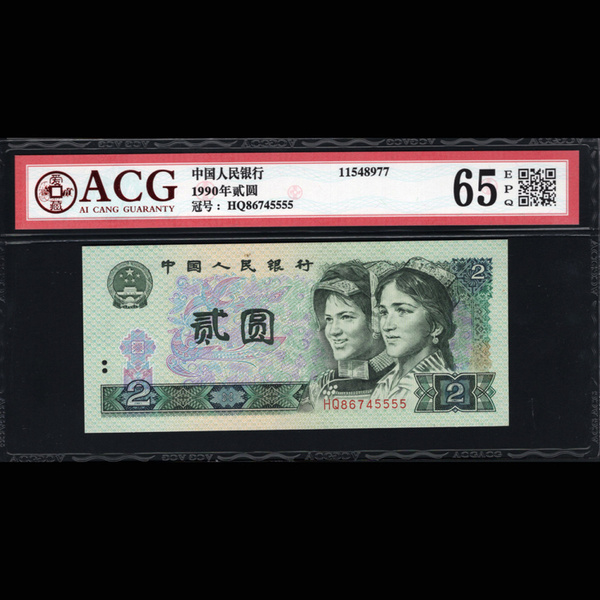 ACG
AI CANG GUARANTY
中国人民银行
1990年贰圆
冠号：HQ86745555
11548977
65
EPQ
中国人民银行
2
贰圆
2
2
HQ86745555